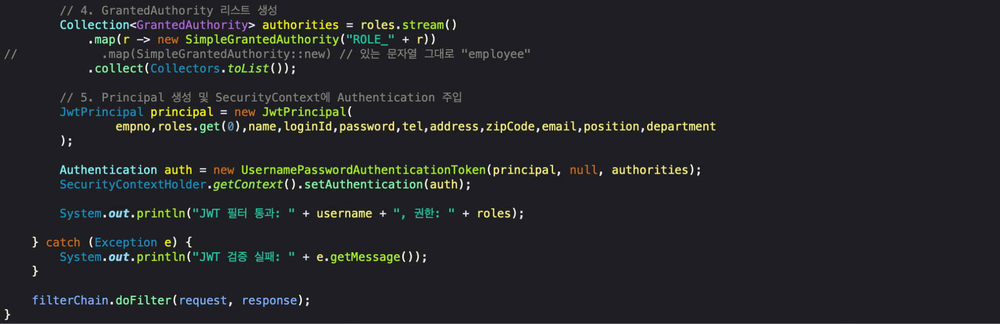 // 4. GrantedAuthority 리스트 생성
Collection<GrantedAuthority> authorities = roles.stream()
.map(r -> new SimpleGrantedAuthority("ROLE_" + r))
// .map(SimpleGrantedAuthority::new) // 있는 문자열 그대로 "employee"
.collect(Collectors.toList());
// 5. Principal 생성 및 SecurityContext에 Authentication 주입
JwtPrincipal principal = new JwtPrincipal(
empno,roles.get(0),name,loginId,password,tel,address,zipCode,email,position,department
);
Authentication auth = new UsernamePasswordAuthenticationToken(principal, null, authorities);
SecurityContextHolder.getContext().setAuthentication(auth);
System.out.println("JWT 필터 통과: " + username + ", 권한: " + roles);
} catch (Exception e) {
System.out.println("JWT 검증 실패: " + e.getMessage());
}
filterChain.doFilter(request, response);
}